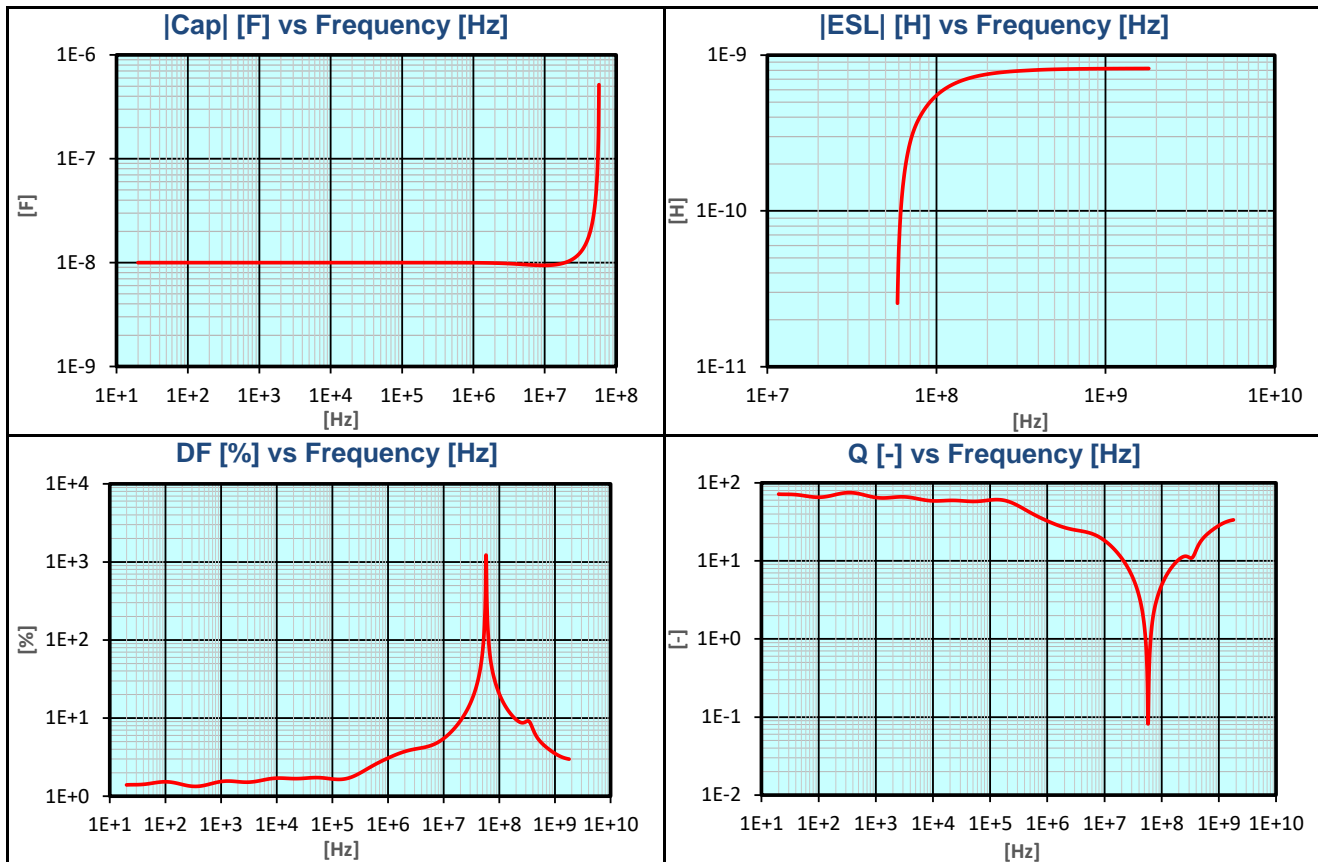 |Cap| [F] vs Frequency [Hz]
1E-6
1E-7
1E-8
1E-9
[F]
1E+1 1E+2 1E+3 1E+4 1E+5 1E+6 1E+7 1E+8
[Hz]
|ESL| [H] vs Frequency [Hz]
1E-9
1E-10
1E-11
[H]
1E+7 1E+8 1E+9 1E+10
[Hz]
DF [%] vs Frequency [Hz]
1E+4
1E+3
1E+2
1E+1
1E+0
[%]
1E+1 1E+2 1E+3 1E+4 1E+5 1E+6 1E+7 1E+8 1E+9 1E+10
[Hz]
Q [-] vs Frequency [Hz]
1E+2
1E+1
1E+0
1E-1
1E-2
[-]
1E+1 1E+2 1E+3 1E+4 1E+5 1E+6 1E+7 1E+8 1E+9 1E+10
[Hz]